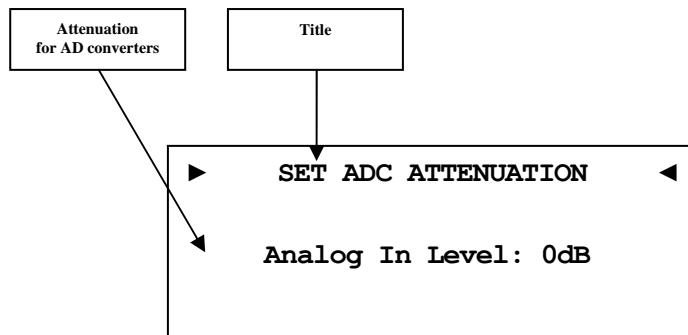 Attenuation
for AD converters
Title
► SET ADC ATTENUATION ◄
Analog In Level: 0dB